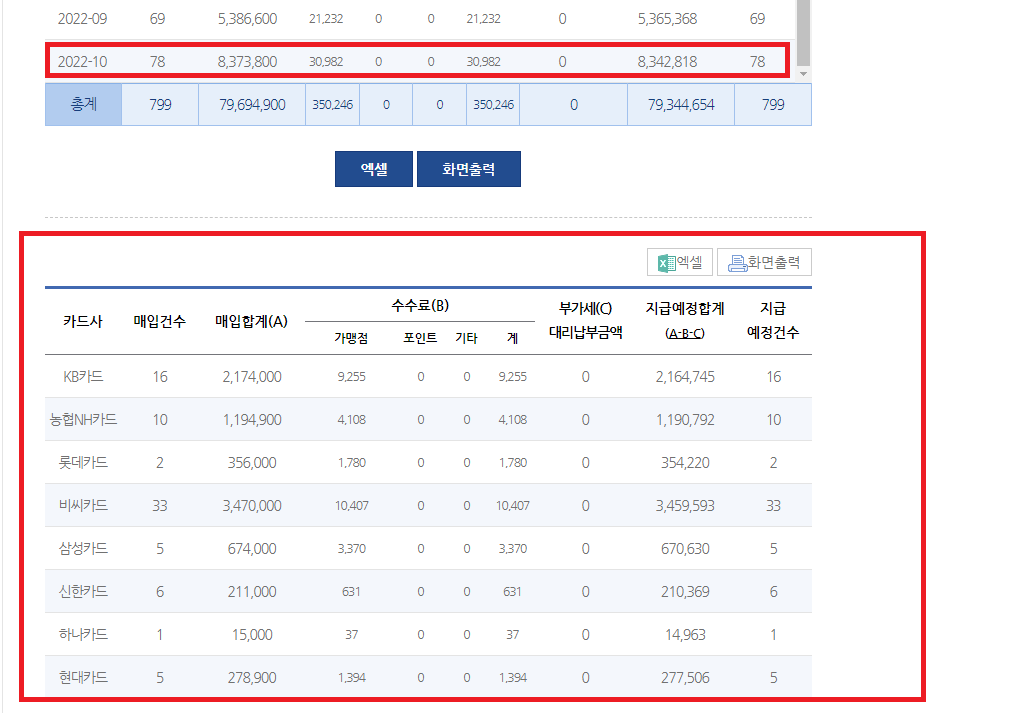 2022-09 69 5,386,600 21,232 0 0 21,232 0 5,365,368 69
2022-10 78 8,373,800 30,982 0 0 30,982 0 8,342,818 78
총계 799 79,694,900 350,246 0 0 350,246 0 79,344,654 799
엑셀 화면출력
엑셀 화면출력
카드사 매입건수 매입합계(A) 수수료(B) 부가세(C) 지급예정합계 지급
가맹점 포인트 기타 계 대리납부금액 (A-B-C) 예정건수
KB카드 16 2,174,000 9,255 0 0 9,255 0 2,164,745 16
농협NH카드 10 1,194,900 4,108 0 0 4,108 0 1,190,792 10
롯데카드 2 356,000 1,780 0 0 1,780 0 354,220 2
비씨카드 33 3,470,000 10,407 0 0 10,407 0 3,459,593 33
삼성카드 5 674,000 3,370 0 0 3,370 0 670,630 5
신한카드 6 211,000 631 0 0 631 0 210,369 6
하나카드 1 15,000 37 0 0 37 0 14,963 1
현대카드 5 278,900 1,394 0 0 1,394 0 277,506 5